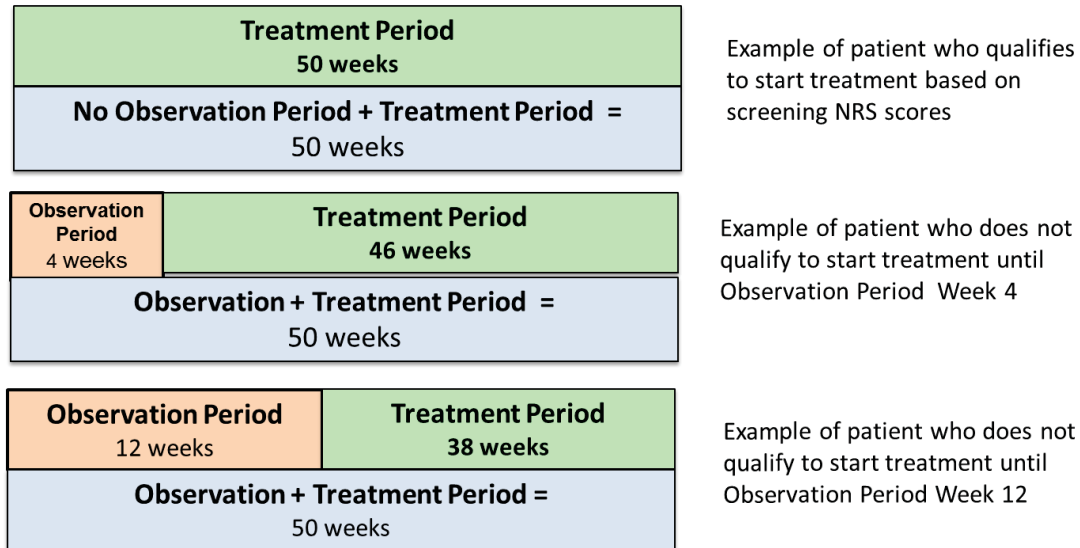 Treatment Period
50 weeks
No Observation Period + Treatment Period =
50 weeks
Example of patient who qualifies
to start treatment based on
screening NRS scores
Observation
Period
4 weeks
Treatment Period
46 weeks
Observation + Treatment Period =
50 weeks
Example of patient who does not
qualify to start treatment until
Observation Period Week 4
Observation Period
12 weeks
Treatment Period
38 weeks
Observation + Treatment Period =
50 weeks
Example of patient who does not
qualify to start treatment until
Observation Period Week 12